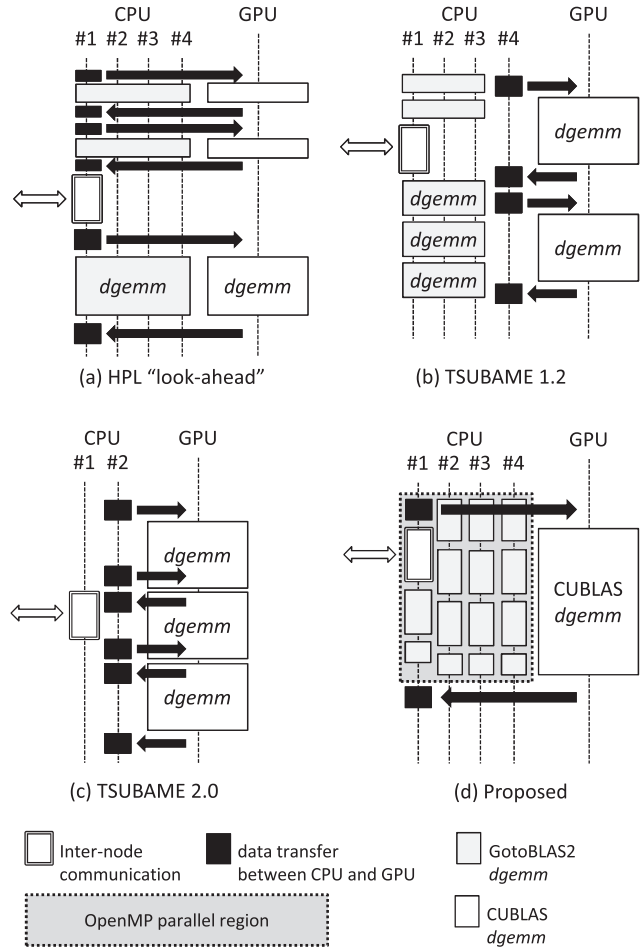 CPU GPU
#1 #2 #3 #4
dgemm dgemm
(a) HPL “look-ahead”
CPU GPU
#1 #2 #3 #4
dgemm
dgemm
dgemm
dgemm
dgemm
(b) TSUBAME 1.2
CPU GPU
#1 #2
dgemm
dgemm
dgemm
(c) TSUBAME 2.0
CPU GPU
#1 #2 #3 #4
CUBLAS
dgemm
(d) Proposed
Inter-node
communication
data transfer
between CPU and GPU
GotoBLAS2
dgemm
OpenMP parallel region
CUBLAS
dgemm